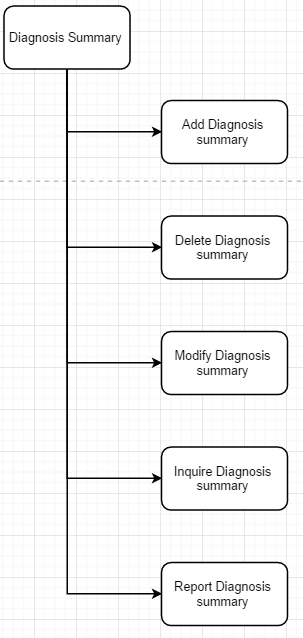 Diagnosis Summary
Add Diagnosis
summary
Delete Diagnosis
summary
Modify Diagnosis
summary
Inquire Diagnosis
summary
Report Diagnosis
summary